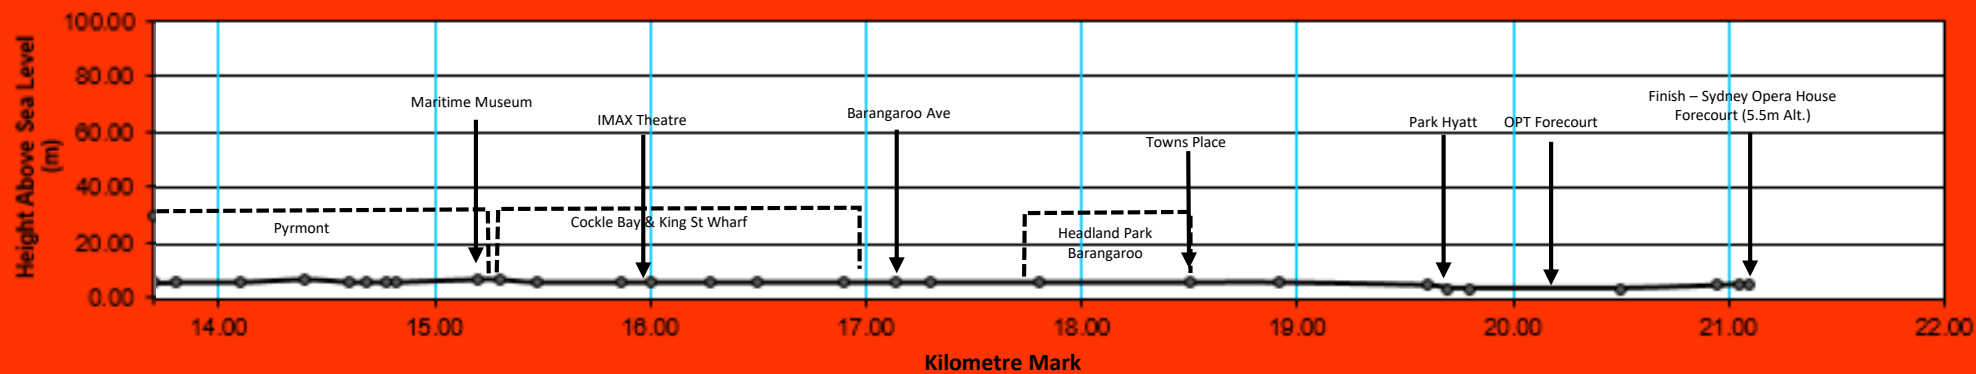 100.00
80.00
60.00
40.00
20.00
0.00
Height Above Sea Level
(m)
Maritime Museum
IMAX Theatre
Barangaroo Ave
Towns Place
Park Hyatt
OPT Forecourt
Finish – Sydney Opera House
Forecourt (5.5m Alt.)
Pyrmont
Cockle Bay & King St Wharf
Headland Park
Barangaroo
14.00 15.00 16.00 17.00 18.00 19.00 20.00 21.00 22.00
Kilometre Mark